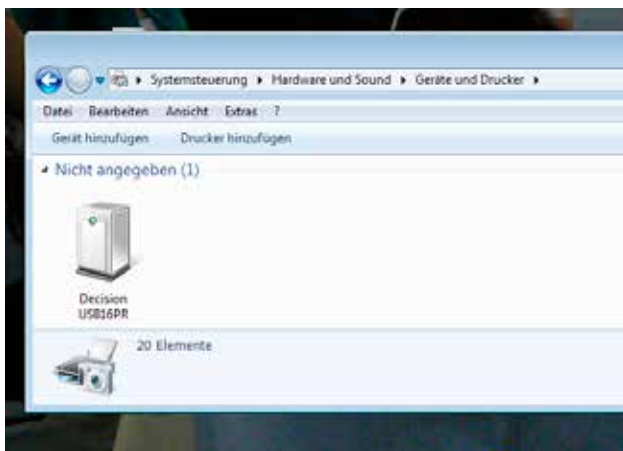 Systemsteuerung ▸ Hardware und Sound ▸ Geräte und Drucker ▸
Datei Bearbeiten Ansicht Extras ?
Gerät hinzufügen Drucker hinzufügen
Nicht angegeben (1)
Decision
USB16PR
20 Elemente